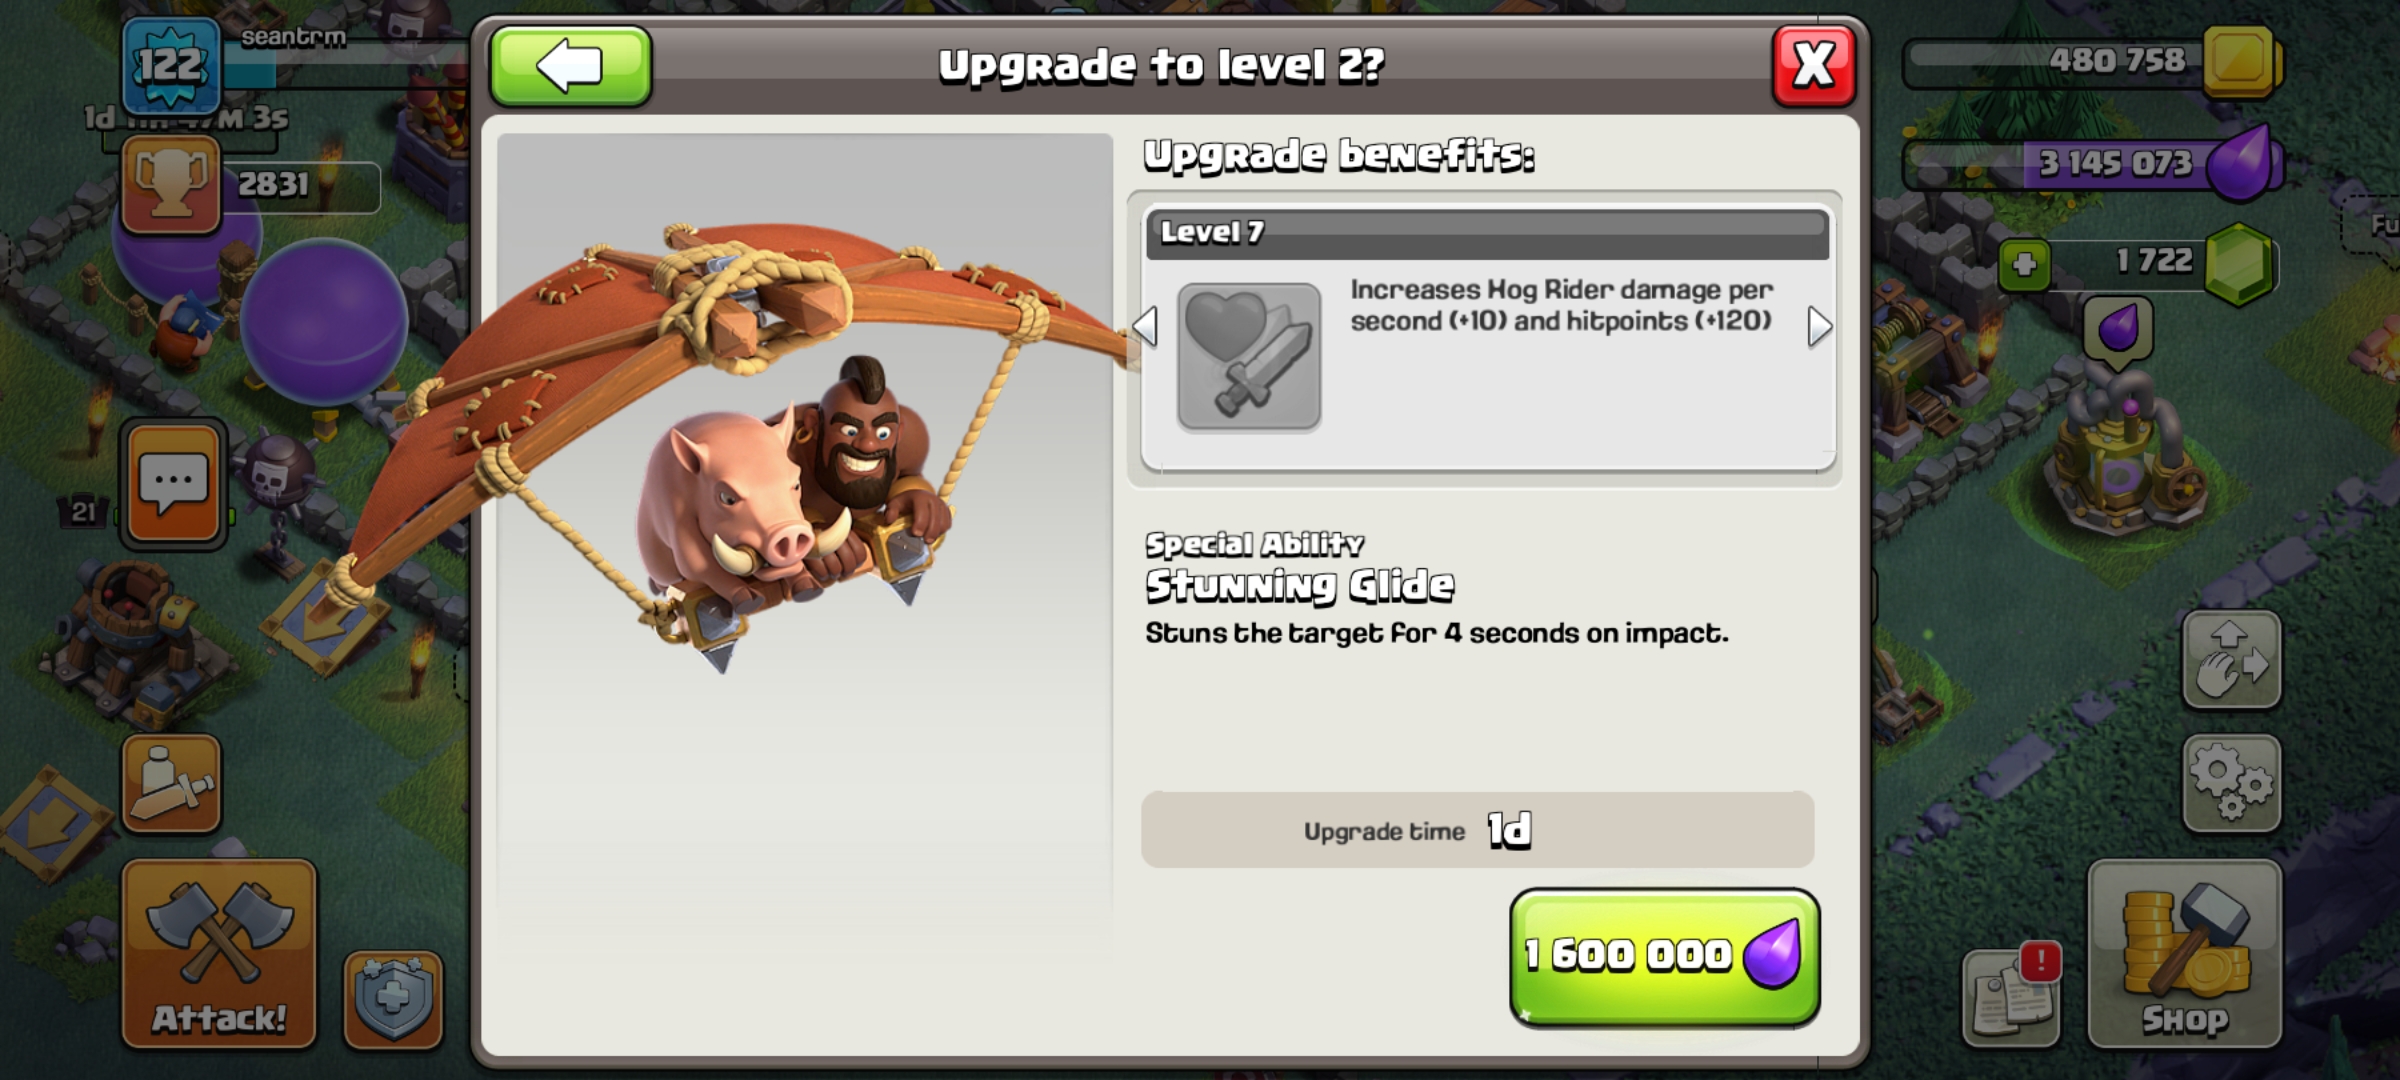 122
seantrm
Upgrade to level 2?
X
480 758
3s
2831
3 145 073
1 722
Upgrade benefits:
Level 7
Increases Hog Rider damage per
second (+10) and hitpoints (+120)
21
Special Ability
Stunning Glide
Stuns the target for 4 seconds on impact.
Upgrade time 1d
1 600 000
Attack!
!
Shop